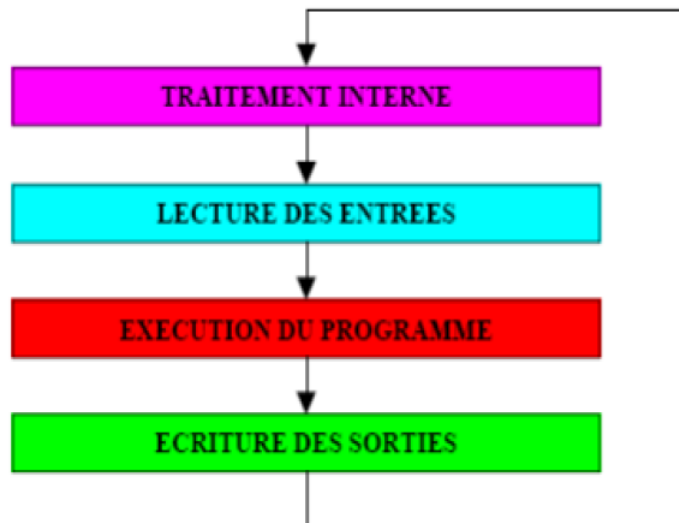 TRAITEMENT INTERNE
LECTURE DES ENTREES
EXECUTION DU PROGRAMME
ECRITURE DES SORTIES